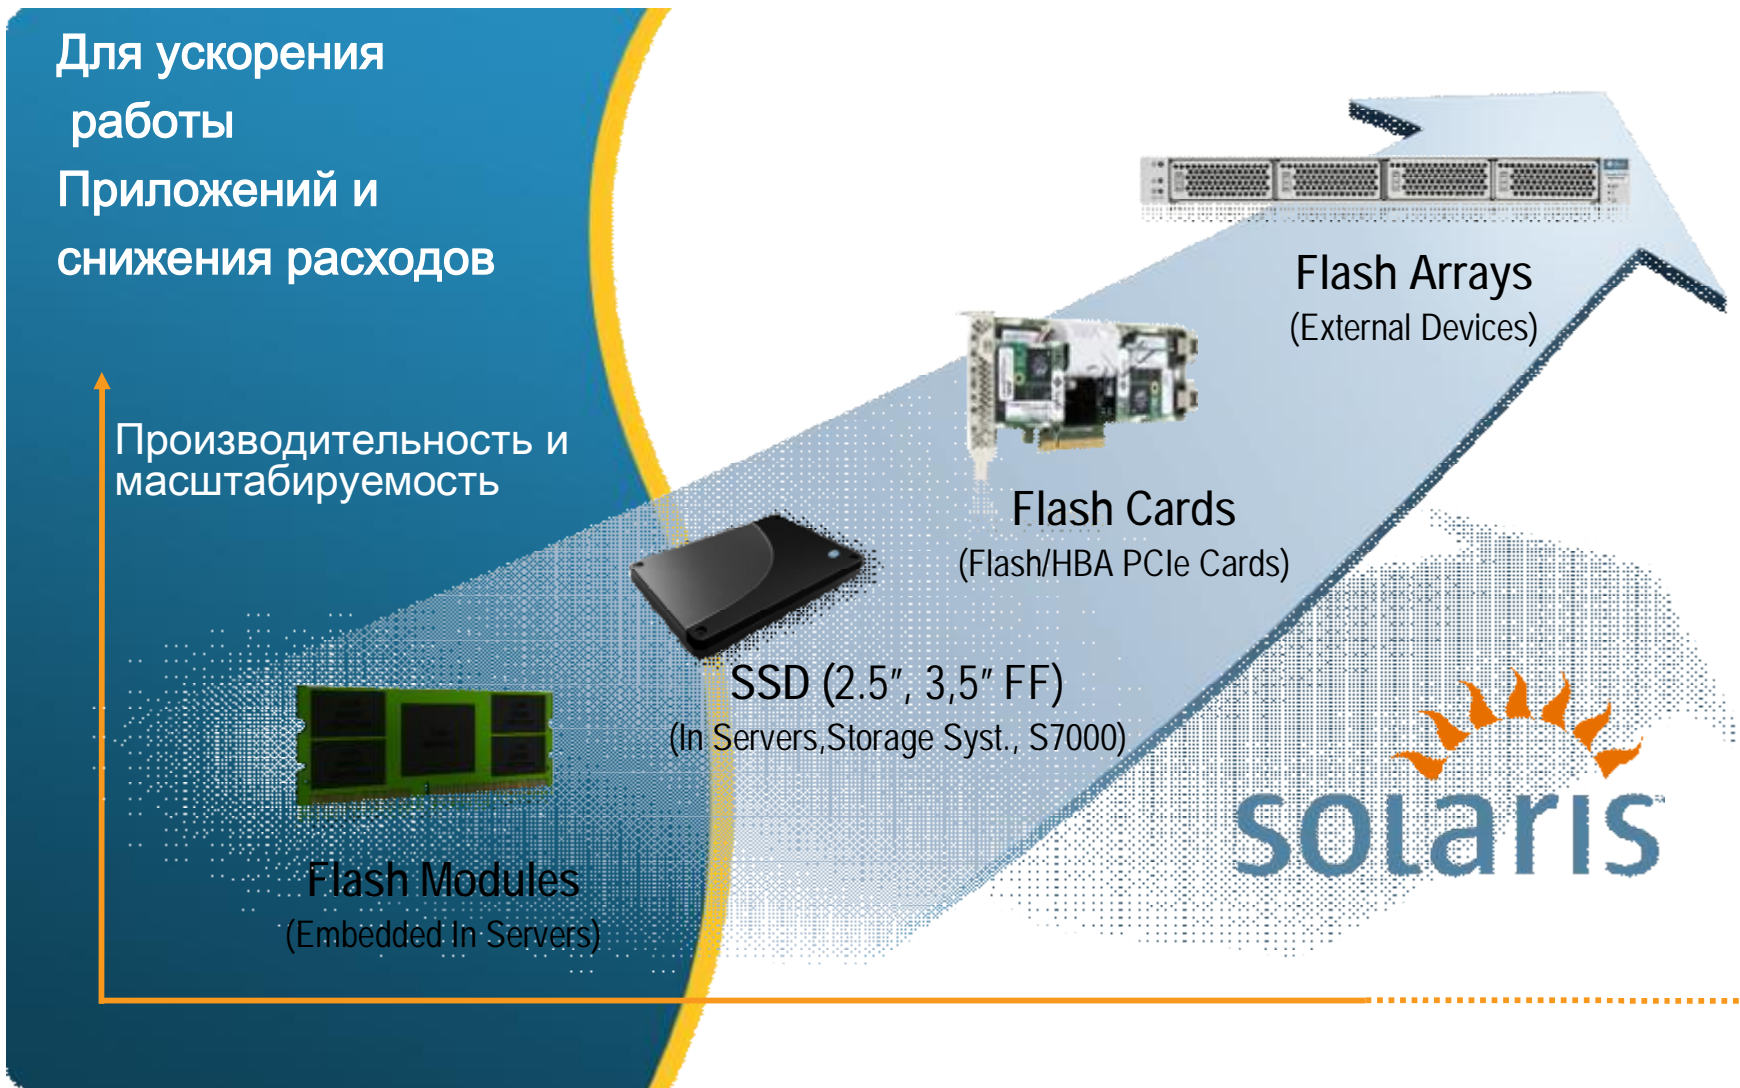 Для ускорения
работы
Приложений и
снижения расходов
Производительность и
масштабируемость
Flash Arrays
(External Devices)
Flash Cards
(Flash/HBA PCIe Cards)
SSD (2.5", 3,5" FF)
(In Servers,Storage Syst., S7000)
Flash Modules
(Embedded In Servers)
solaris